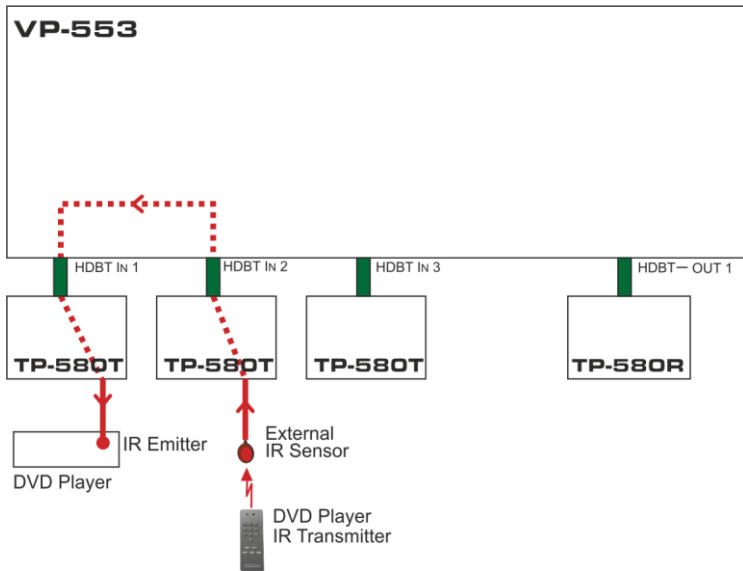 VP-553
HDBT IN 1
HDBT IN 2
HDBT IN 3
HDBT— OUT 1
TP-580T
TP-580T
TP-580T
TP-580R
IR Emitter
DVD Player
External
IR Sensor
DVD Player
IR Transmitter